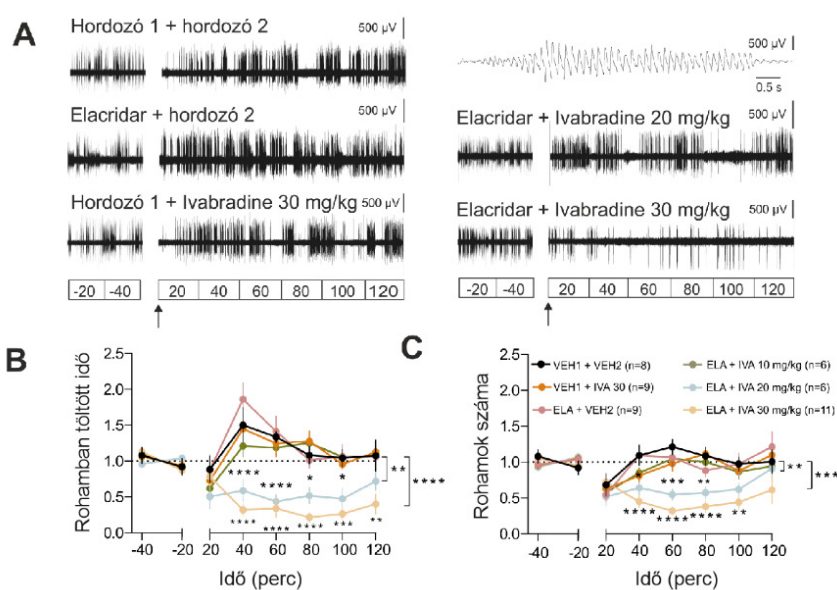 A
Hordozó 1 + hordozó 2
500 µV
Elacridar + hordozó 2
500 µV
Hordozó 1 + Ivabradine 30 mg/kg
500 µV
-20 -40 20 40 60 80 100 120
500 µV
0.5 s
Elacridar + Ivabradine 20 mg/kg
500 µV
Elacridar + Ivabradine 30 mg/kg
500 µV
-20 -40 20 40 60 80 100 120
B
Rohamban töltött idő
2.5
2.0
1.5
1.0
0.5
0.0
**** **** * *
**** **** **** *** **
** ****
-40 -20 20 40 60 80 100 120
Idő (perc)
C
Rohamok száma
2.5
2.0
1.5
1.0
0.5
0.0
VEH1 + VEH2 (n=8)
VEH1 + IVA 30 (n=9)
ELA + VEH2 (n=9)
ELA + IVA 10 mg/kg (n=6)
ELA + IVA 20 mg/kg (n=6)
ELA + IVA 30 mg/kg (n=11)
*** **
**** **** **** **
** ***
-40 -20 20 40 60 80 100 120
Idő (perc)